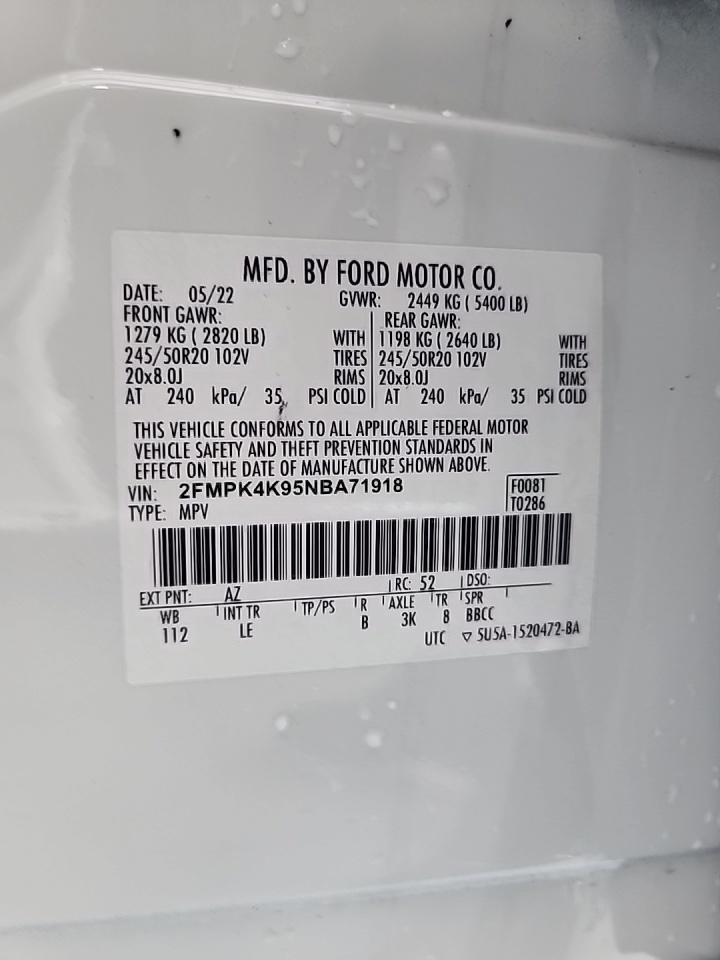 MFD. BY FORD MOTOR CO.
DATE: 05/22 GVWR: 2449 KG ( 5400 LB)
FRONT GAWR: REAR GAWR:
1279 KG ( 2820 LB) WITH 1198 KG ( 2640 LB) WITH
245/50R20 102V TIRES 245/50R20 102V TIRES
20x8.0J RIMS 20x8.0J RIMS
AT 240 kPa/ 35 PSI COLD AT 240 kPa/ 35 PSI COLD
THIS VEHICLE CONFORMS TO ALL APPLICABLE FEDERAL MOTOR
VEHICLE SAFETY AND THEFT PREVENTION STANDARDS IN
EFFECT ON THE DATE OF MANUFACTURE SHOWN ABOVE.
VIN: 2FMPK4K95NBA71918 F0081
TYPE: MPV T0286
EXT PNT: AZ RC: 52 DSO:
WB INT TR TP/PS R AXLE TR SPR
112 LE B 3K 8 BBCC
UTC ▽ 5U5A-1520472-BA